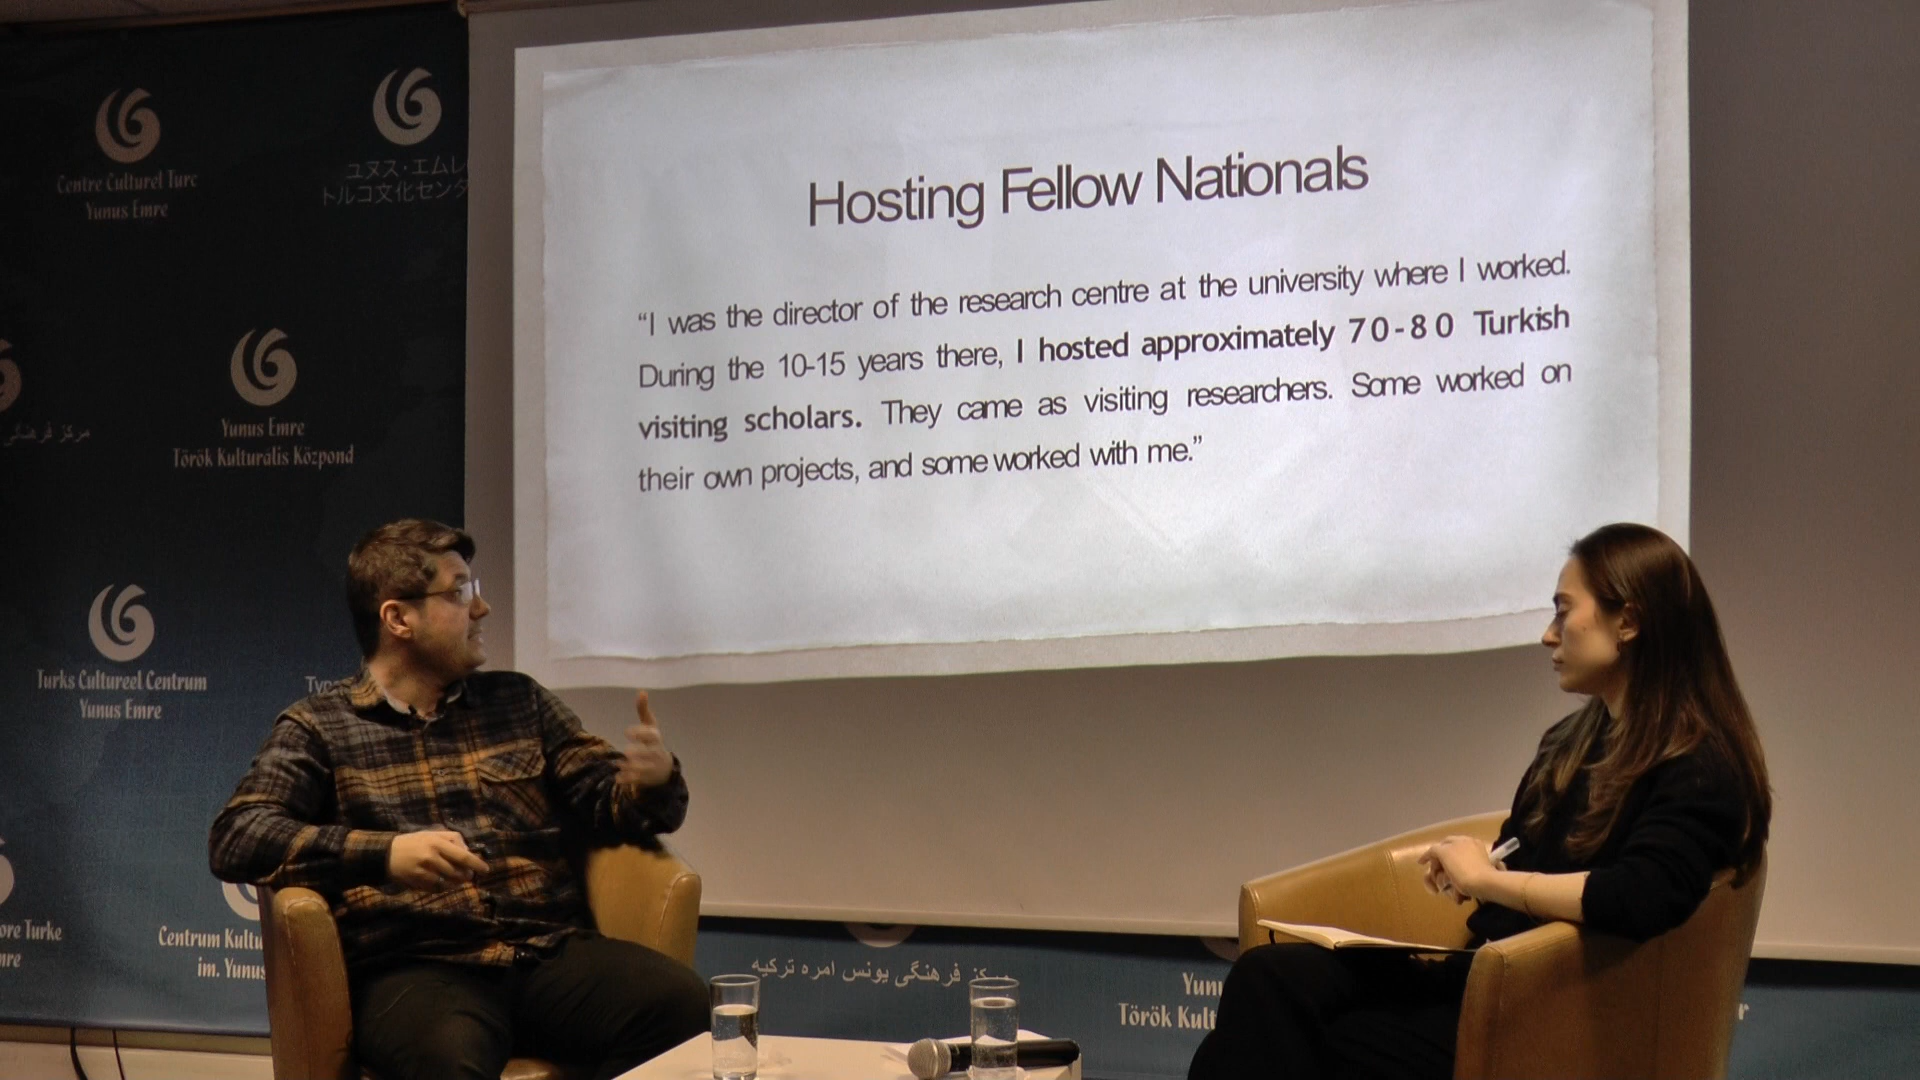 Hosting Fellow Nationals
“I was the director of the research centre at the university where I worked.
During the 10-15 years there, I hosted approximately 70-80 Turkish
visiting scholars. They came as visiting researchers. Some worked on
their own projects, and some worked with me.”
Centre Culturel Turc
Yunus Emre
ユヌス・エムレ
トルコ文化センタ
مرکز فرهنگی
Yunus Emre
Török Kulturális Központ
Turks Cultureel Centrum
Yunus Emre
Centrum Kultu
im. Yunus
مرکز فرهنگی یونس امره ترکیه
Yunu
Török Kult